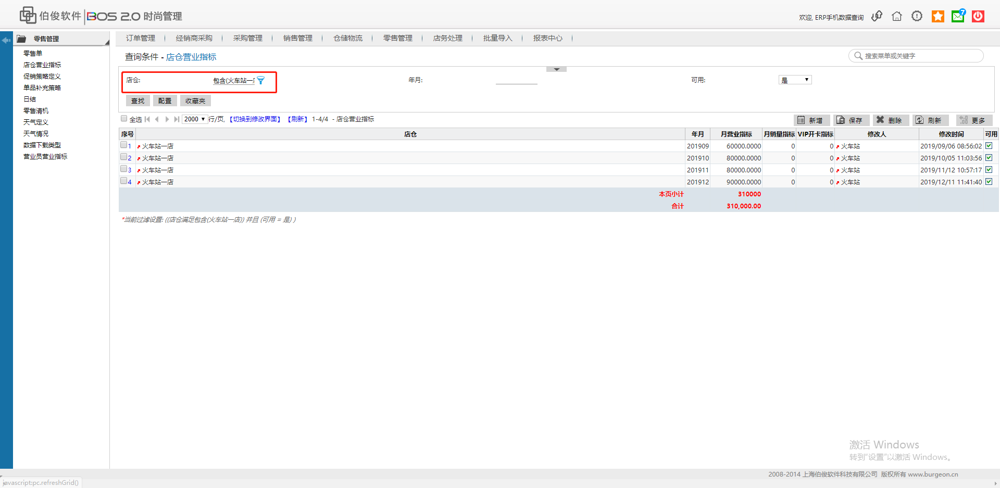 伯俊软件 BOS 2.0 时尚管理
欢迎, ERP手机数据查询
7
零售管理
订单管理 经销商采购 采购管理 销售管理 仓储物流 零售管理 店务处理 批量导入 报表中心
零售单
店仓营业指标
促销策略定义
单品补充策略
日结
零售清机
天气定义
天气情况
数据下载类型
营业员营业指标
查询条件 - 店仓营业指标
搜索菜单或关键字
店仓: 包含(火车站一 年月: 可用: 是
查找 配置 收藏夹
全选 2000 行/页, 【切换到修改界面】 【刷新】 1-4/4 - 店仓营业指标
新增 保存 删除 刷新 更多
序号 店仓 年月 月营业指标 月销量指标 VIP开卡指标 修改人 修改时间 可用
1 火车站一店 201909 60000.0000 0 0 火车站 2019/09/06 08:56:02
2 火车站一店 201910 80000.0000 0 0 火车站 2019/10/05 11:03:56
3 火车站一店 201911 80000.0000 0 0 火车站 2019/11/12 10:57:17
4 火车站一店 201912 90000.0000 0 0 火车站 2019/12/11 11:41:40
本页小计 310000
合计 310,000.00
*当前过滤设置: ((店仓满足包含(火车站一店)) 并且 (可用 = 是) )
激活 Windows
转到"设置"以激活 Windows。
2008-2014 上海伯俊软件科技有限公司 版权所有 www.burgeon.cn
javascript:pc.refreshGrid()